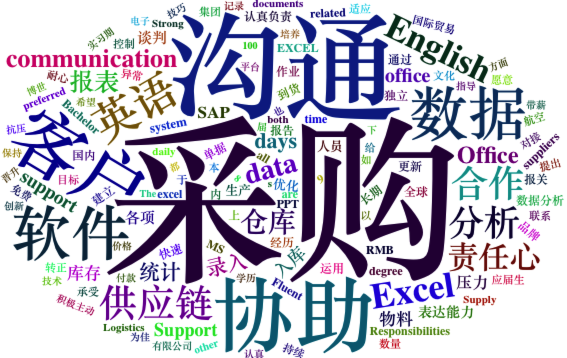 电子 技巧 集团 记录 documents
实习期 控制 Strong 认真负责 related 适应
耐心 异常 谈判 沟通 English 国际贸易
communication 100 EXCEL 培养 方面
博世 报表 平台 作业 office 文化 愿意
preferred 英语 到货 通过 独立 指导
抗压 Bachelor SAP both time 数据 带薪
希望 system 届 报告 也 下 航空
保持 国内 客户 days data 人员 给 Office 对接
晋升 目标 daily 都 单据 all 如 更新 合作 suppliers
免费 support 建立 The 于 本 s 优化 9 长期 全球 报关 提出
创新 excel 内 生产 are 以 数据分析
软件 各项 上 PPT 仓库 采购 分析 联系
价格 快速 MS 经历 RMB 品牌
转正 库存 统计 录入 入库 运用 degree 责任心
技术 付款 学历 Fluent Excel 压力 应届生
积极主动 承受 供应链 协助 物料 表达能力 Supply
Logistics 为佳 Support Responsibilities
有限公司 other 认真 持续 数量